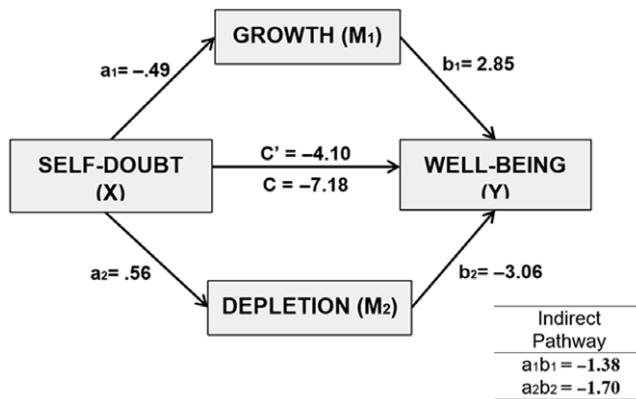 GROWTH (M₁)
a₁= –.49
b₁= 2.85
SELF-DOUBT
(X)
C’ = –4.10
C = –7.18
WELL-BEING
(Y)
a₂= .56
b₂= –3.06
DEPLETION (M₂)
Indirect
Pathway
a₁b₁ = –1.38
a₂b₂ = –1.70